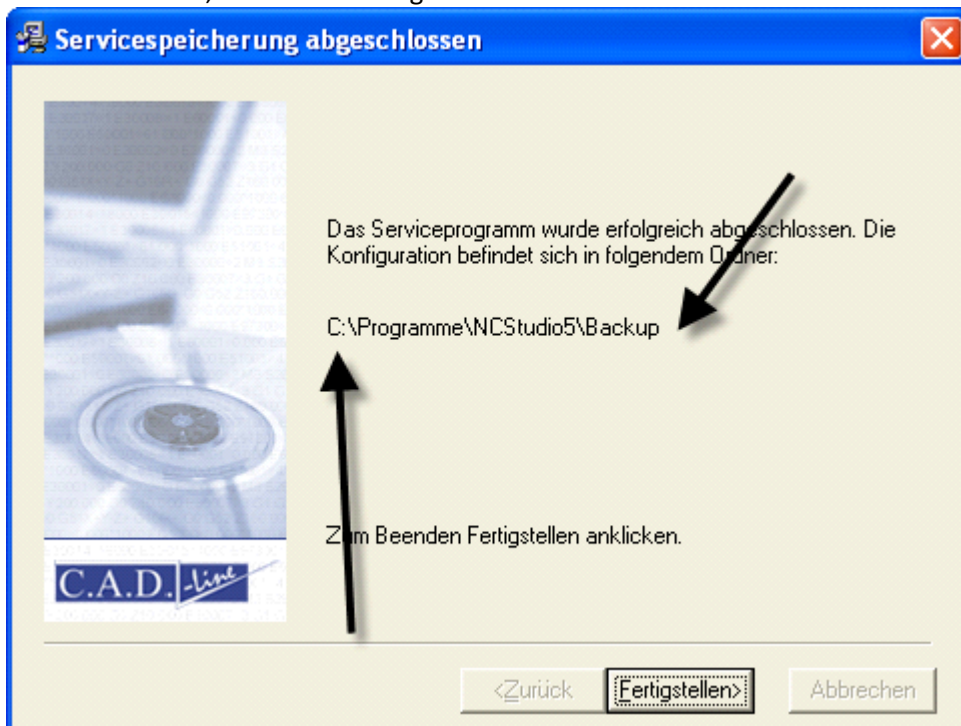 Servicespeicherung abgeschlossen
Das Serviceprogramm wurde erfolgreich abgeschlossen. Die
Konfiguration befindet sich in folgendem Ordner:
C:\Programme\NCStudio5\Backup
Zum Beenden Fertigstellen anklicken.
C.A.D.-line
<Zurück Fertigstellen> Abbrechen